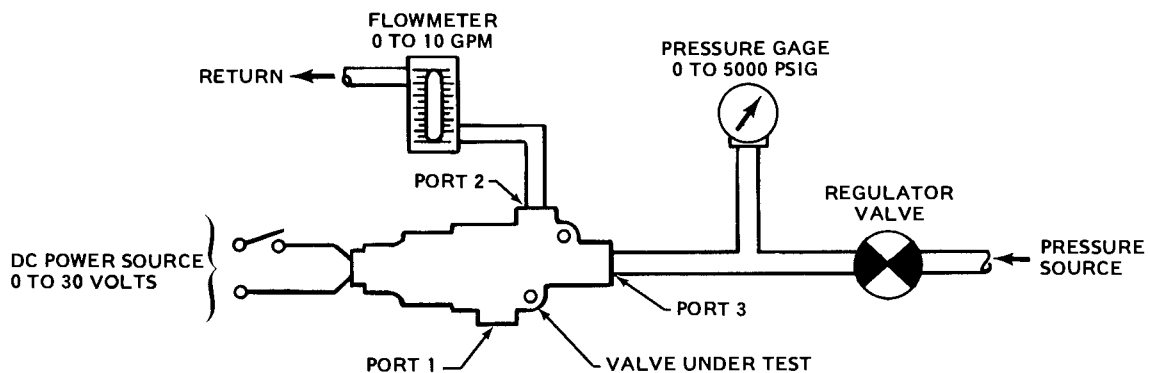 FLOWMETER
0 TO 10 GPM
PRESSURE GAGE
0 TO 5000 PSIG
RETURN
PORT 2
REGULATOR
VALVE
DC POWER SOURCE
0 TO 30 VOLTS
PRESSURE
SOURCE
PORT 3
PORT 1
VALVE UNDER TEST